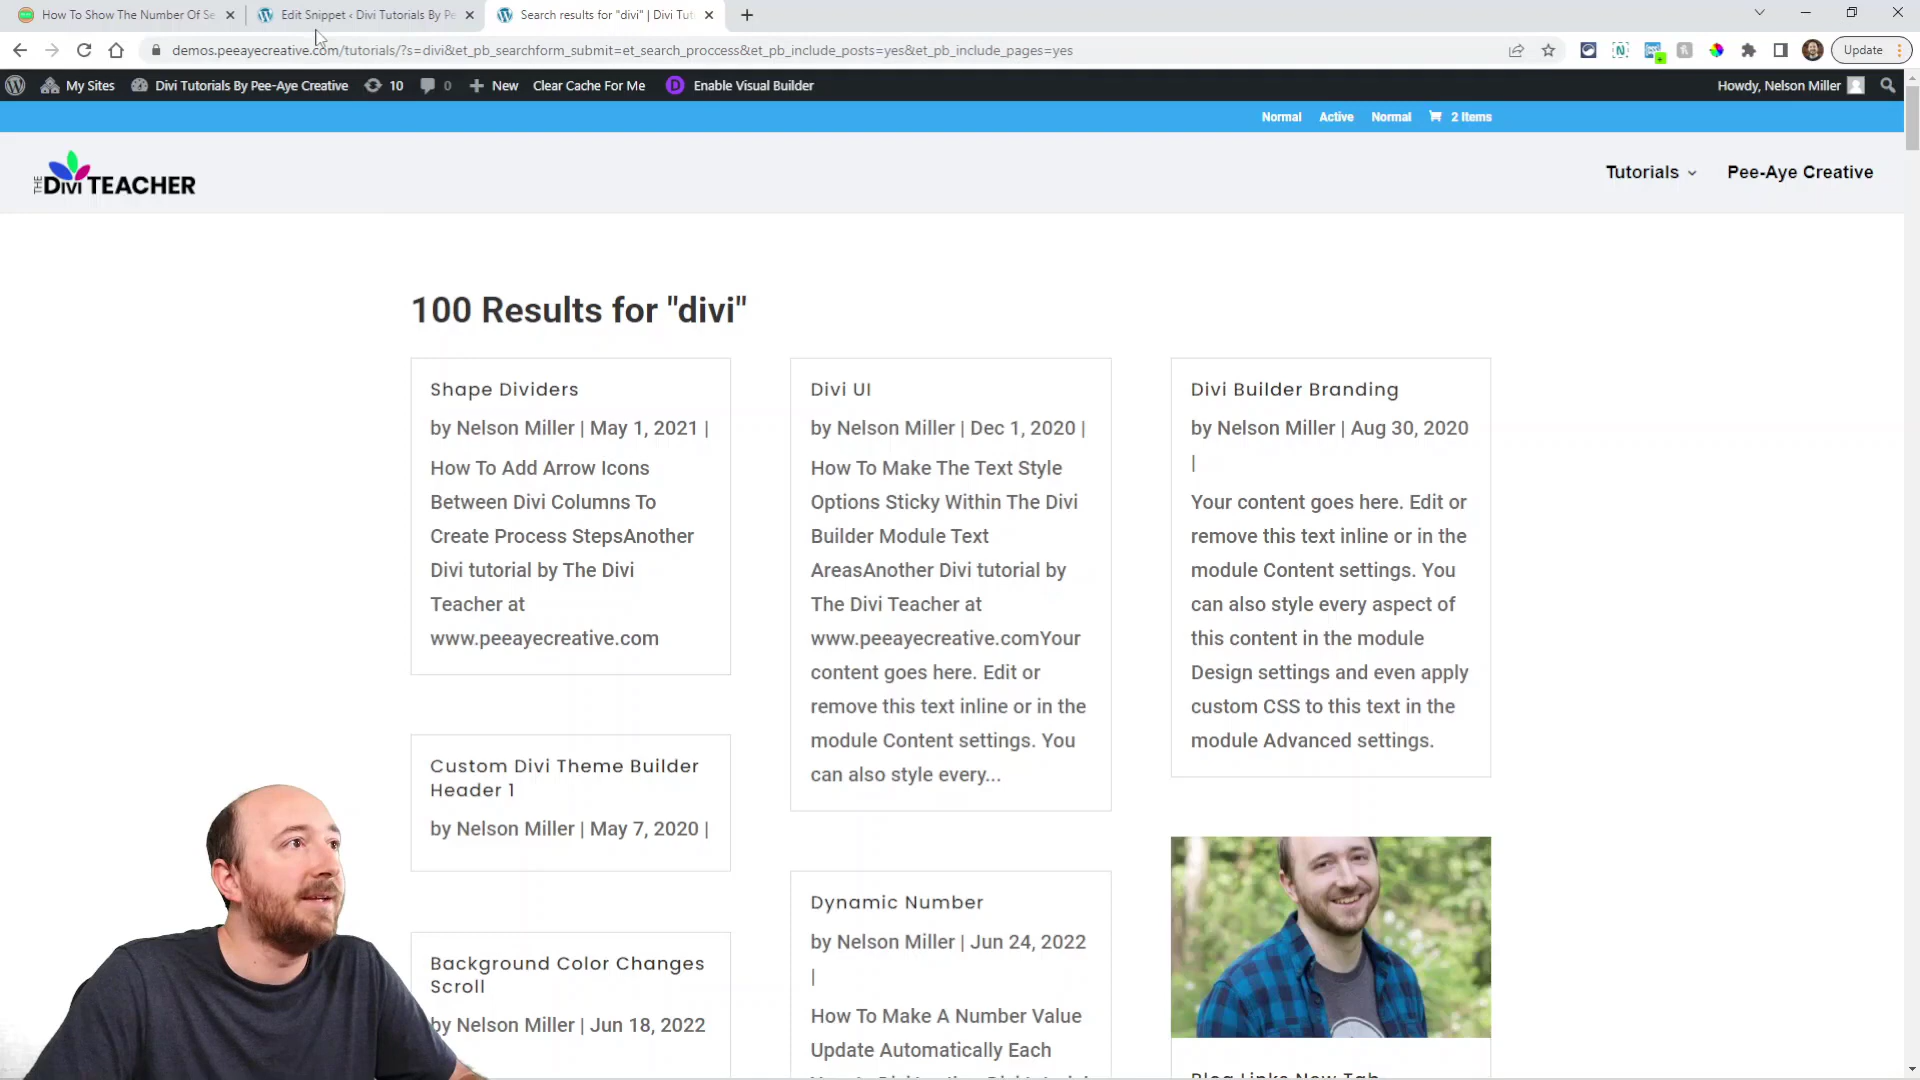 How To Show The Number Of Se
Edit Snippet ‹ Divi Tutorials By Pe
Search results for "divi" | Divi Tut
demos.peeayecreative.com/tutorials/?s=divi&et_pb_searchform_submit=et_search_proccess&et_pb_include_posts=yes&et_pb_include_pages=yes
Update
My Sites
Divi Tutorials By Pee-Aye Creative
10
0
New
Clear Cache For Me
Enable Visual Builder
Howdy, Nelson Miller
Normal
Active
Normal
2 Items
THE DIVI TEACHER
Tutorials
Pee-Aye Creative
100 Results for "divi"
Shape Dividers
by Nelson Miller | May 1, 2021 |
How To Add Arrow Icons
Between Divi Columns To
Create Process StepsAnother
Divi tutorial by The Divi
Teacher at
www.peeayecreative.com
Custom Divi Theme Builder
Header 1
by Nelson Miller | May 7, 2020 |
Background Color Changes
Scroll
by Nelson Miller | Jun 18, 2022
Divi UI
by Nelson Miller | Dec 1, 2020 |
How To Make The Text Style
Options Sticky Within The Divi
Builder Module Text
AreasAnother Divi tutorial by
The Divi Teacher at
www.peeayecreative.comYour
content goes here. Edit or
remove this text inline or in the
module Content settings. You
can also style every...
Dynamic Number
by Nelson Miller | Jun 24, 2022
|
How To Make A Number Value
Update Automatically Each
Divi Builder Branding
by Nelson Miller | Aug 30, 2020
|
Your content goes here. Edit or
remove this text inline or in the
module Content settings. You
can also style every aspect of
this content in the module
Design settings and even apply
custom CSS to this text in the
module Advanced settings.
Blog Links New Tab